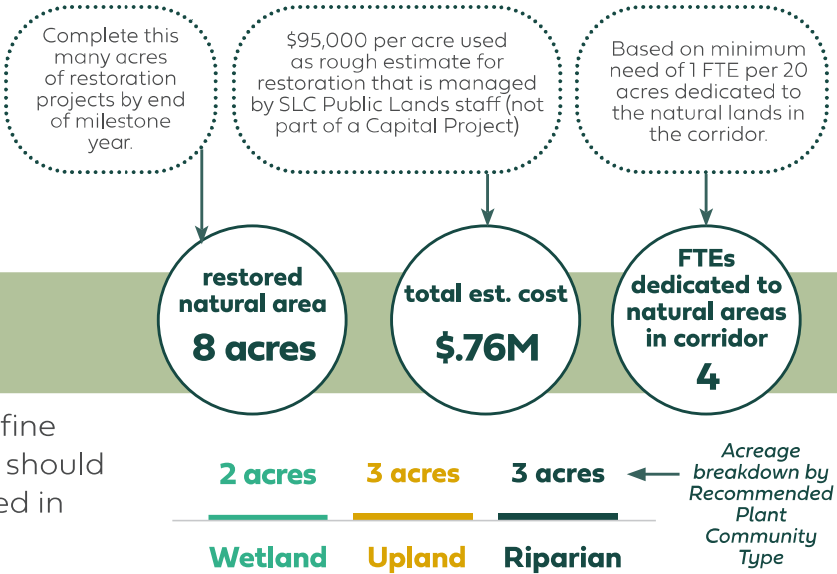 Complete this
many acres
of restoration
projects by end
of milestone
year.
$95,000 per acre used
as rough estimate for
restoration that is managed
by SLC Public Lands staff (not
part of a Capital Project)
Based on minimum
need of 1 FTE per 20
acres dedicated to
the natural lands in
the corridor.
restored
natural area
8 acres
total est. cost
$.76M
FTEs
dedicated to
natural areas
in corridor
4
fine
should
ed in
2 acres
Wetland
3 acres
Upland
3 acres
Riparian
Acreage
breakdown by
Recommended
Plant
Community
Type